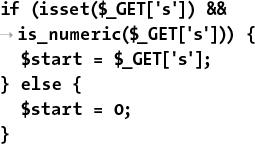 if (isset($_GET['s']) &&
→is_numeric($_GET['s'])) {
  $start = $_GET['s'];
} else {
  $start = 0;
}